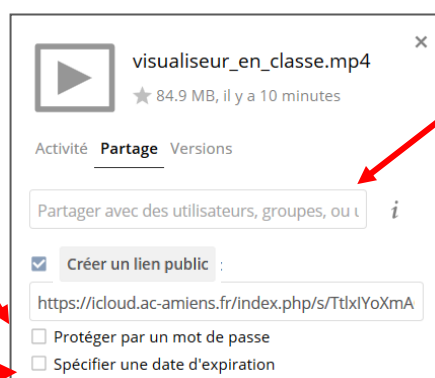 visualiseur_en_classe.mp4
84.9 MB, il y a 10 minutes
Activité Partage Versions
Partager avec des utilisateurs, groupes, ou u
i
Créer un lien public :
https://icloud.ac-amiens.fr/index.php/s/TtlxIYoXmA
Protéger par un mot de passe
Spécifier une date d'expiration